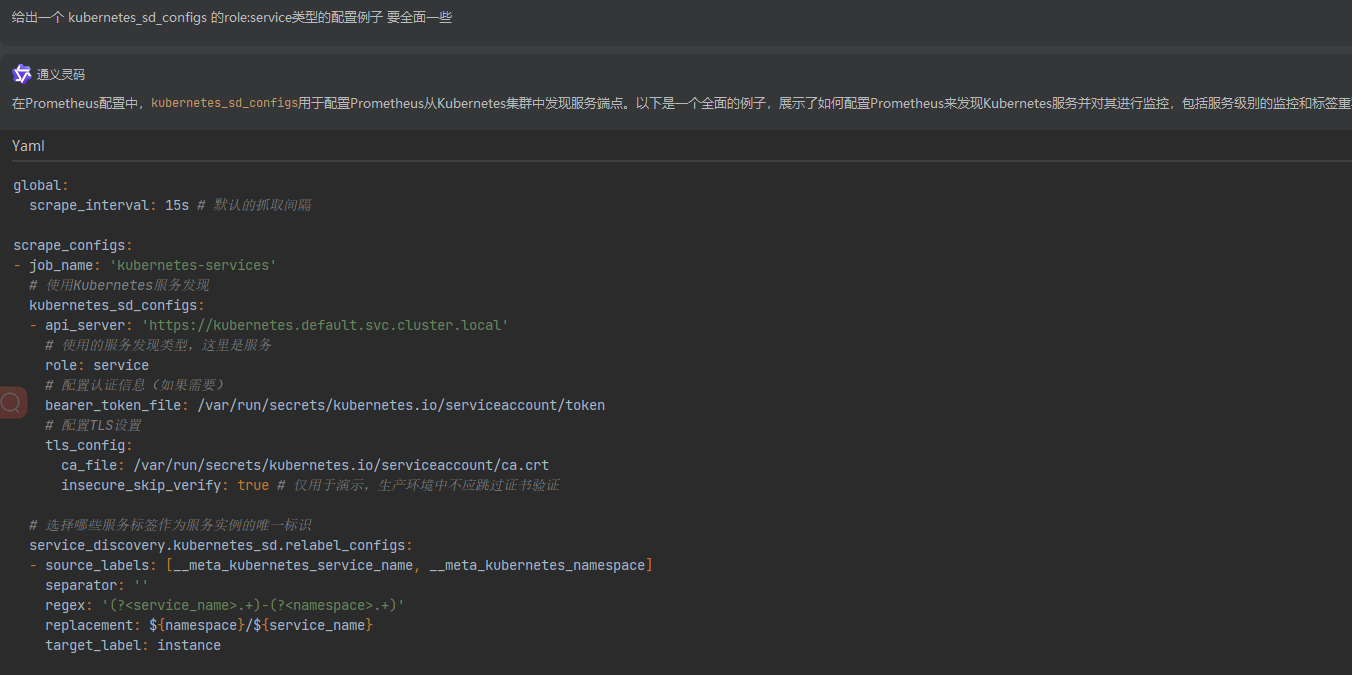 给出一个 kubernetes_sd_configs 的role:service类型的配置例子 要全面一些
通义灵码
在Prometheus配置中，kubernetes_sd_configs用于配置Prometheus从Kubernetes集群中发现服务端点。以下是一个全面的例子，展示了如何配置Prometheus来发现Kubernetes服务并对其进行监控，包括服务级别的监控和标签重
Yaml
global:
  scrape_interval: 15s # 默认的抓取间隔
scrape_configs:
- job_name: 'kubernetes-services'
  # 使用Kubernetes服务发现
  kubernetes_sd_configs:
  - api_server: 'https://kubernetes.default.svc.cluster.local'
    # 使用的服务发现类型，这里是服务
    role: service
    # 配置认证信息（如果需要）
    bearer_token_file: /var/run/secrets/kubernetes.io/serviceaccount/token
    # 配置TLS设置
    tls_config:
      ca_file: /var/run/secrets/kubernetes.io/serviceaccount/ca.crt
      insecure_skip_verify: true # 仅用于演示，生产环境中不应跳过证书验证
  # 选择哪些服务标签作为服务实例的唯一标识
  service_discovery.kubernetes_sd.relabel_configs:
  - source_labels: [__meta_kubernetes_service_name, __meta_kubernetes_namespace]
    separator: ''
    regex: '(?<service_name>.+)-(?<namespace>.+)'
    replacement: ${namespace}/${service_name}
    target_label: instance